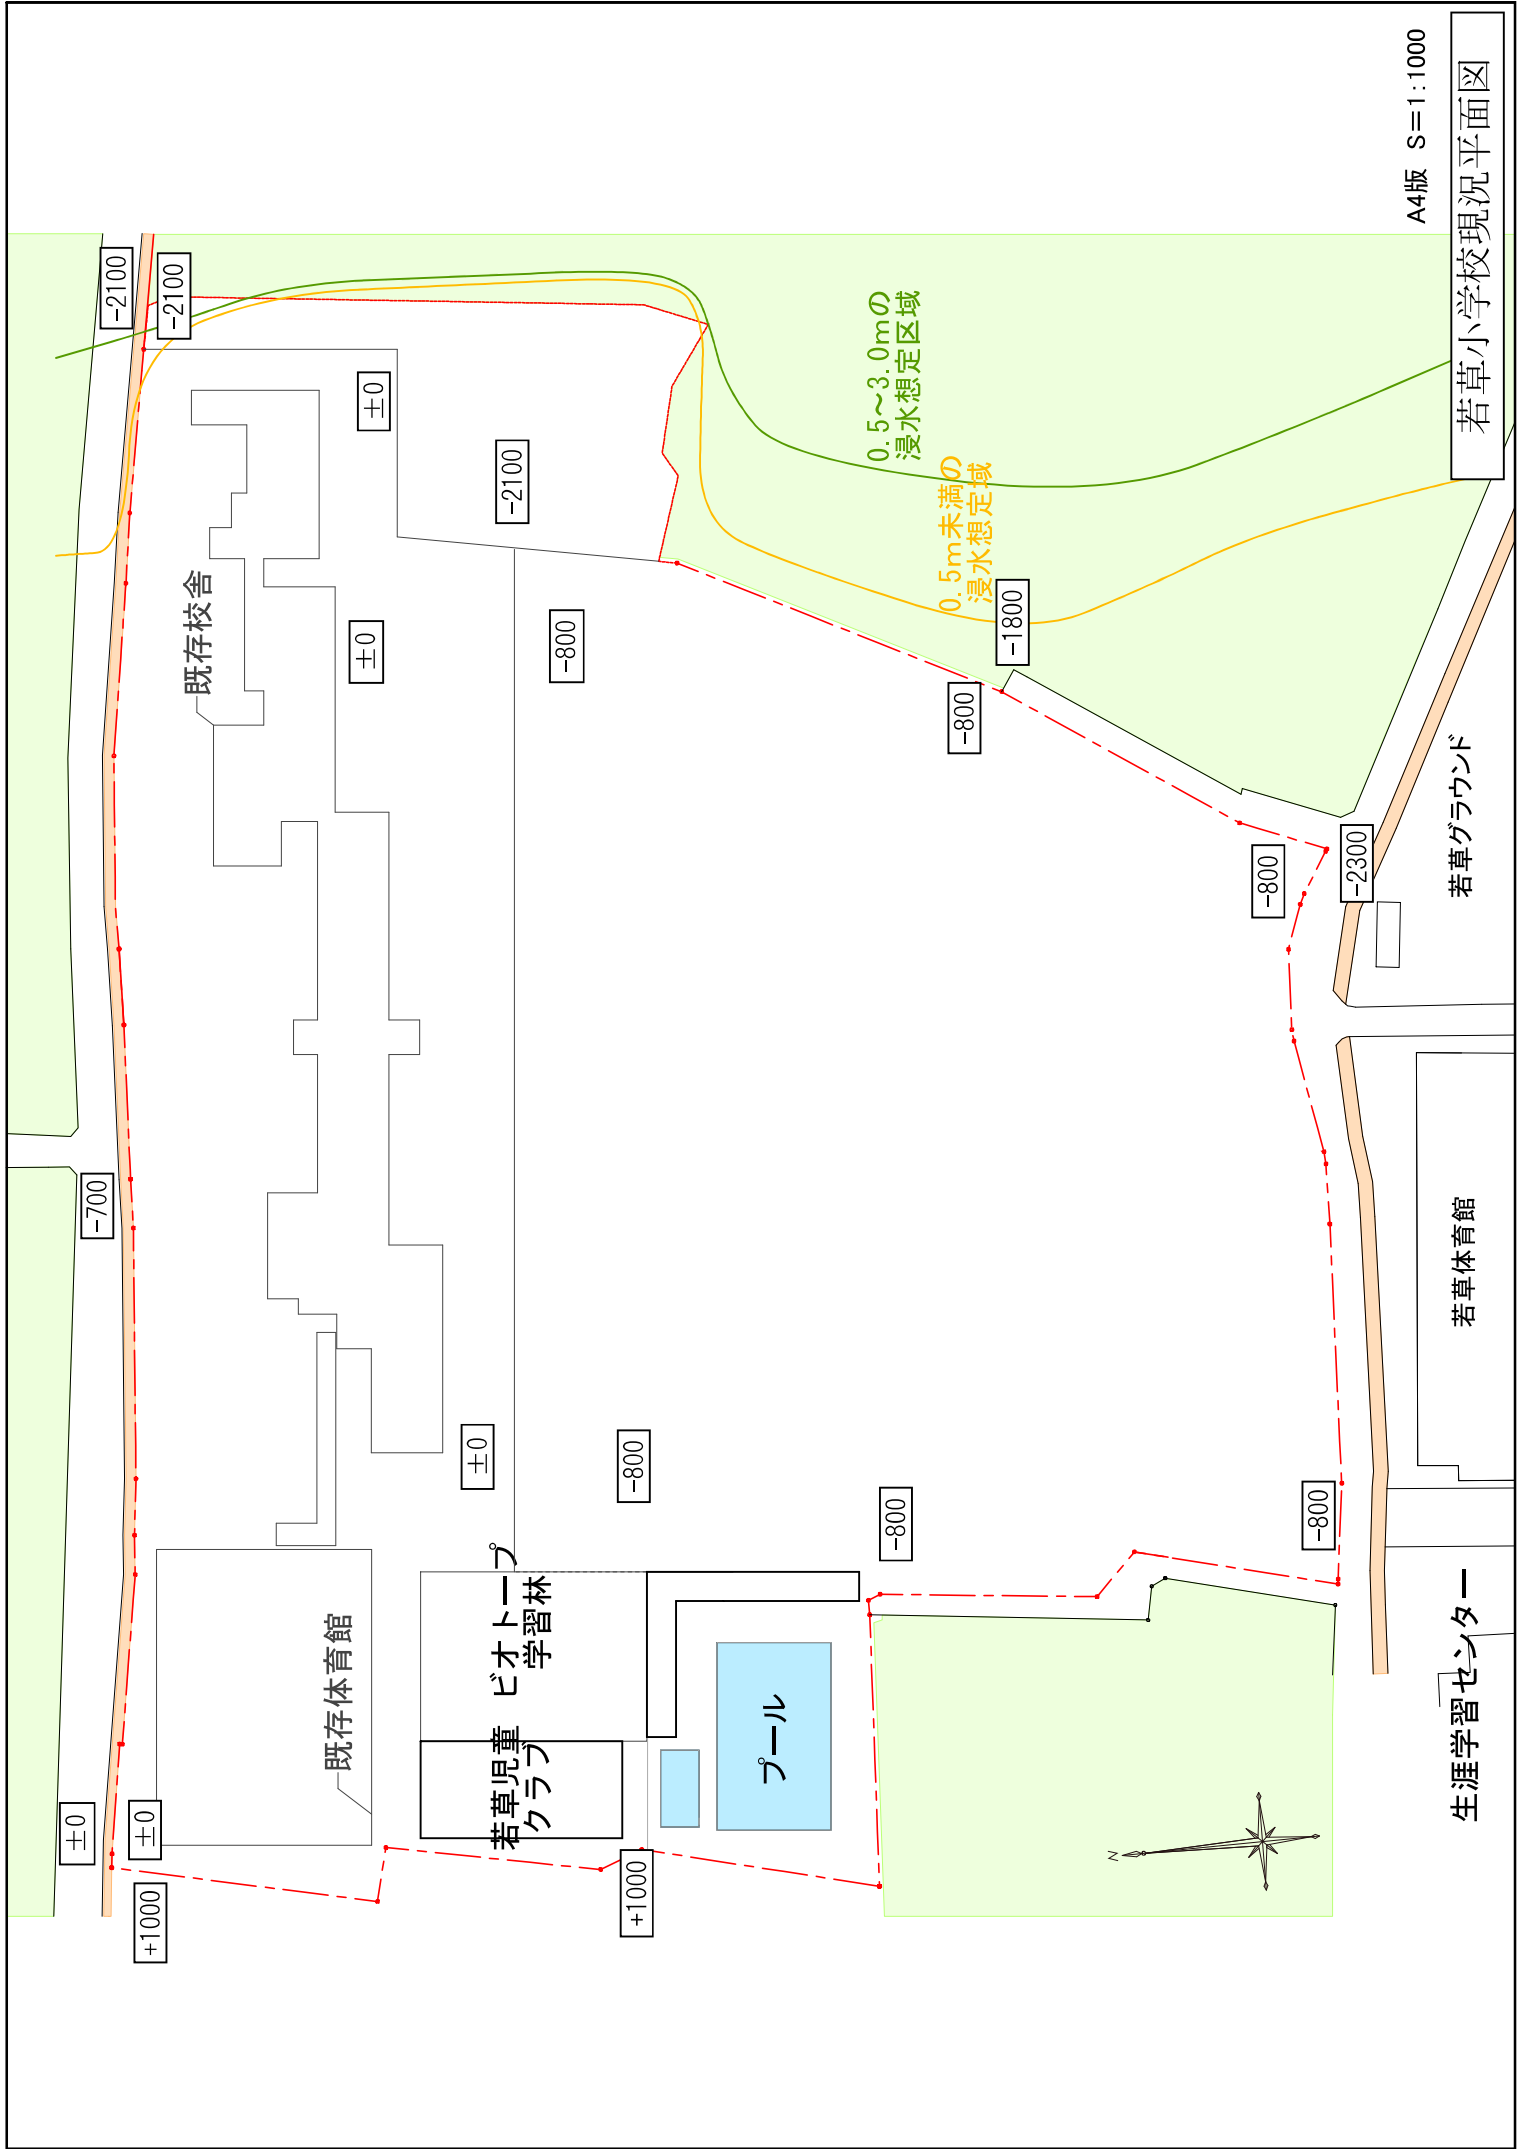 若草小学校現況平面図
A4版 S=1:1000
-2100
-2100
±0
-2100
既存校舎
±0
-800
0.5~3.0mの
浸水想定区域
0.5m未満の
浸水想定域
-1800
-800
-800
-2300
若草グラウンド
-700
±0
-800
-800
-800
若草体育館
既存体育館
ビオトープ
学習林
若草児童
クラブ
プール
生涯学習センター
±0
±0
+1000
+1000
N